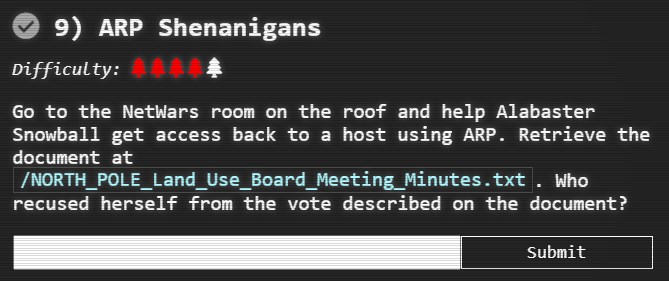 9) ARP Shenanigans
Difficulty:
Go to the NetWars room on the roof and help Alabaster
Snowball get access back to a host using ARP. Retrieve the
document at
/NORTH_POLE_Land_Use_Board_Meeting_Minutes.txt. Who
recused herself from the vote described on the document?
Submit